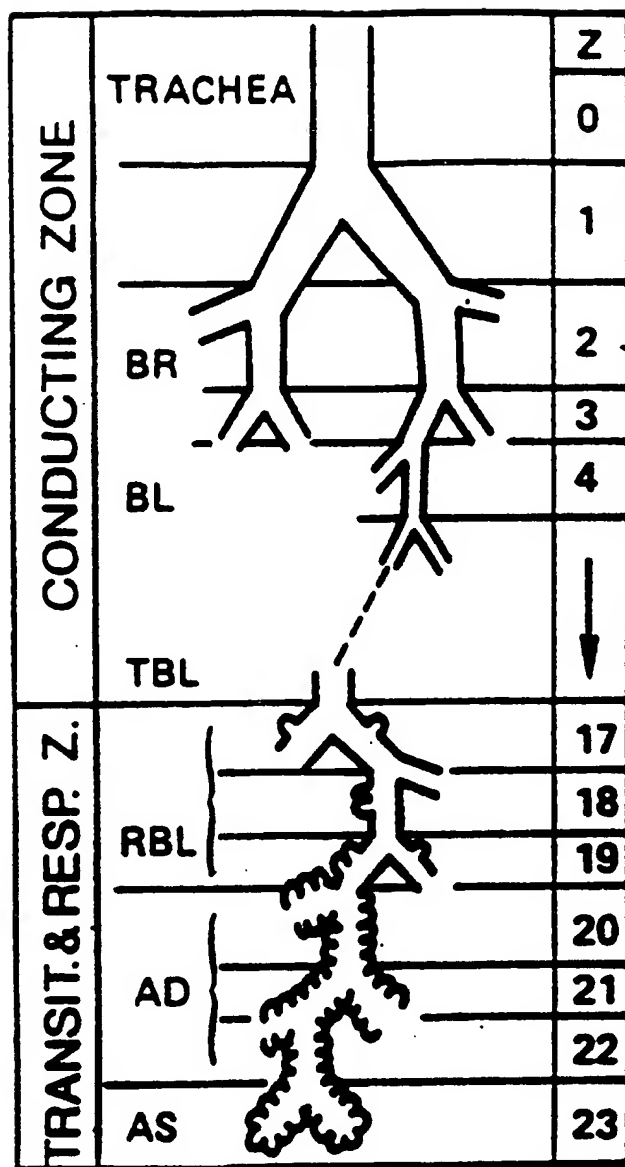 Z
TRACHEA
0
1
BR
2
3
BL
4
TBL
CONDUCTING ZONE
17
18
RBL
19
20
AD
21
22
AS
23
TRANSIT. & RESP. Z.